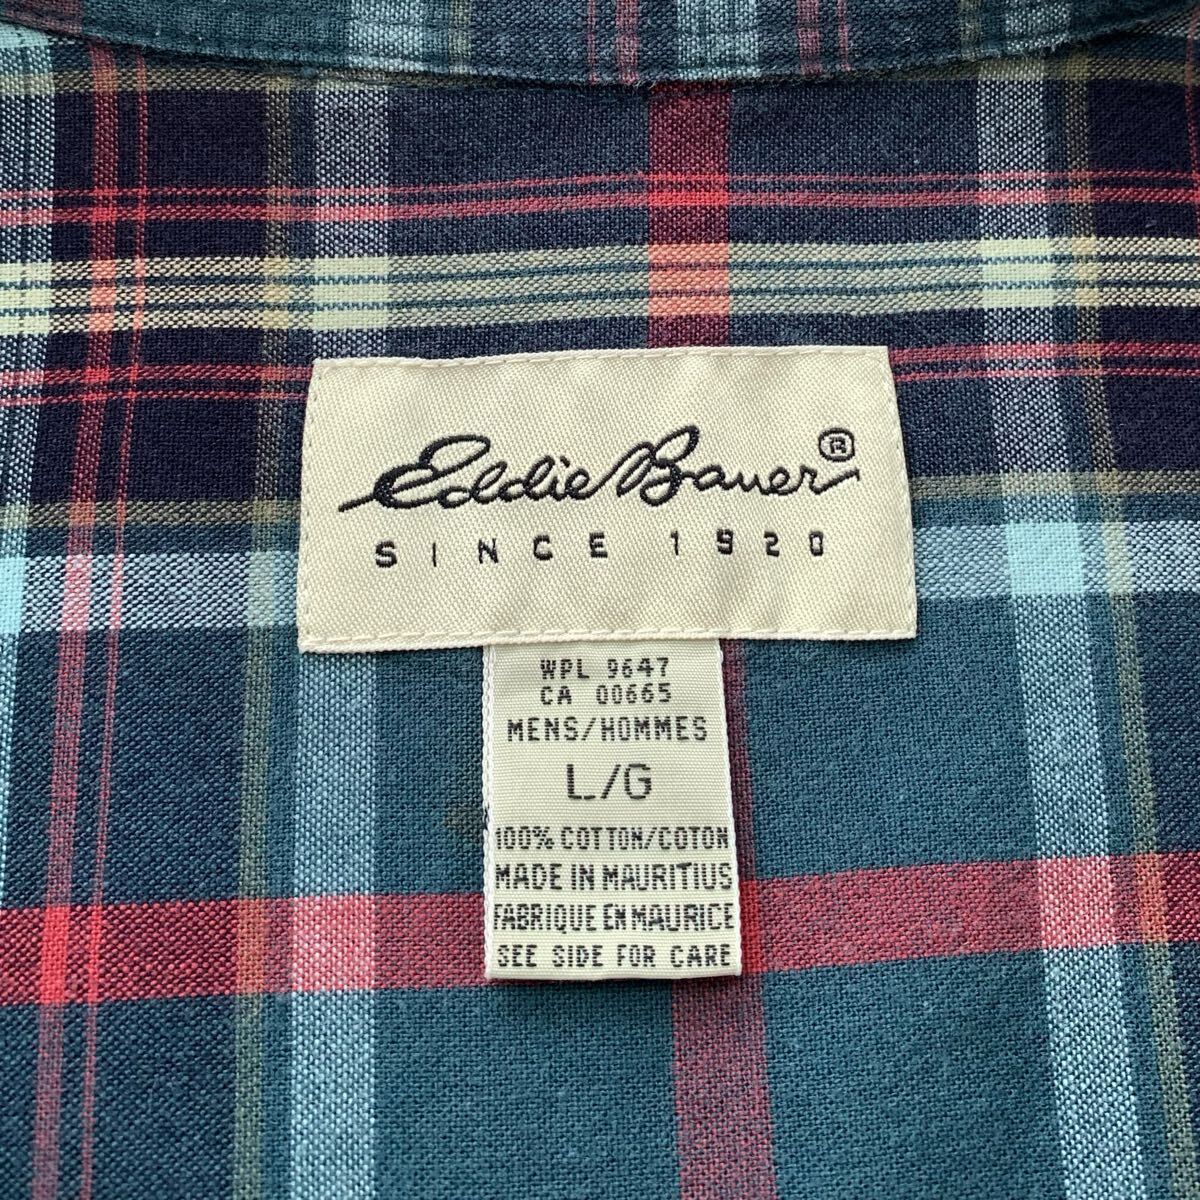 Eddie Bauer®
SINCE 1920
WPL 9647
CA 00665
MENS/HOMMES
L/G
100% COTTON/COTON
MADE IN MAURITIUS
FABRIQUE EN MAURICE
SEE SIDE FOR CARE